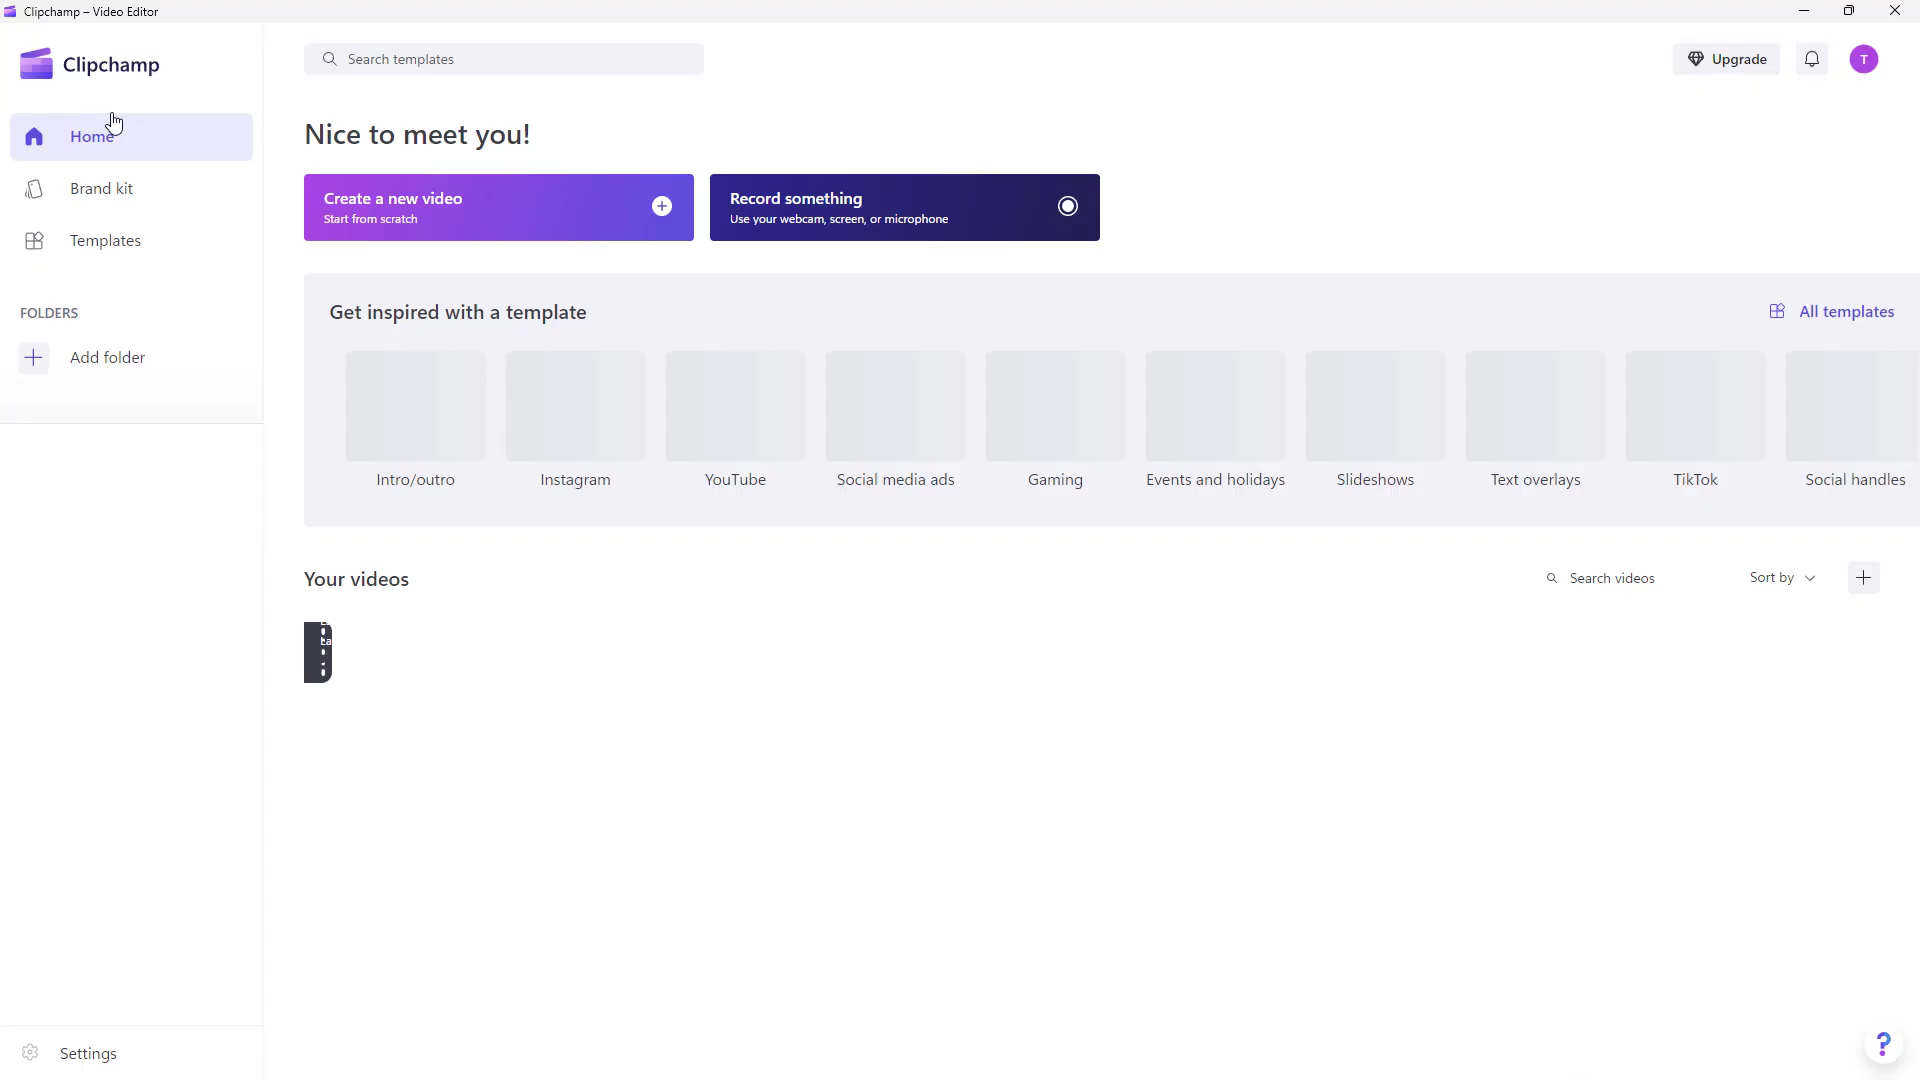 Clipchamp – Video Editor
Clipchamp
Search templates
Upgrade
T
Home
Brand kit
Templates
FOLDERS
Add folder
Nice to meet you!
Create a new video
Start from scratch
Record something
Use your webcam, screen, or microphone
Get inspired with a template
All templates
Intro/outro
Instagram
YouTube
Social media ads
Gaming
Events and holidays
Slideshows
Text overlays
TikTok
Social handles
Your videos
Search videos
Sort by
Settings
?